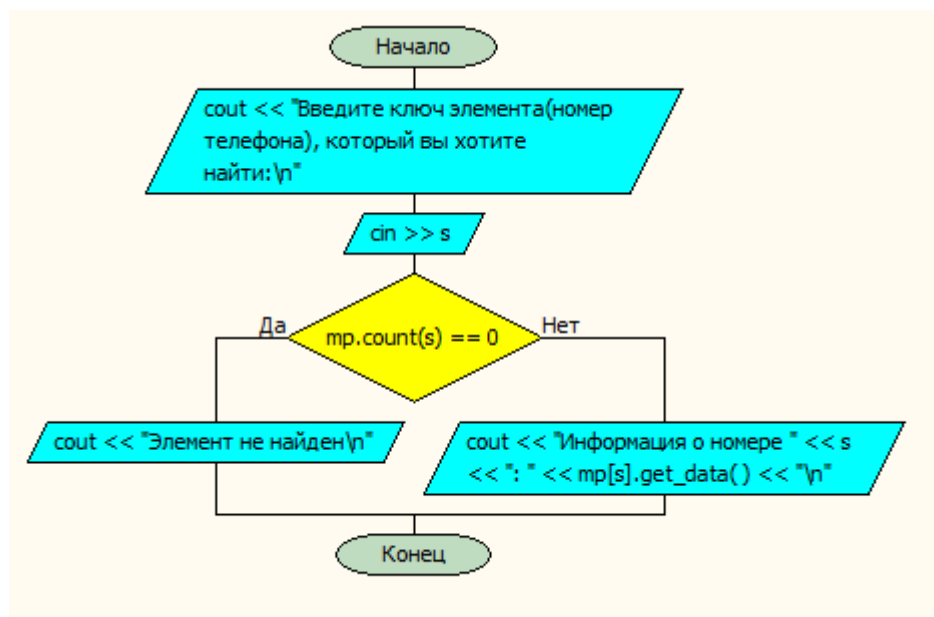 Начало
cout << "Введите ключ элемента(номер
телефона), который вы хотите
найти:\n"
cin >> s
Да
mp.count(s) == 0
Нет
cout << "Элемент не найден\n"
cout << "Информация о номере " << s
<< ": " << mp[s].get_data() << "\n"
Конец